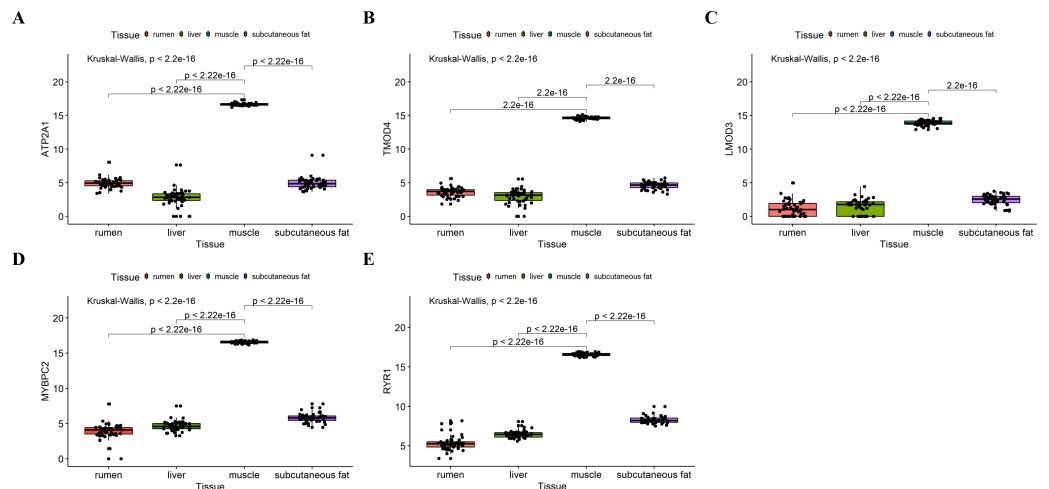 A
Tissue rumen liver muscle subcutaneous fat
Kruskal-Wallis, p < 2.2e-16
p < 2.22e-16
p < 2.22e-16
p < 2.22e-16
20
15
10
5
0
ATP2A1
rumen liver muscle subcutaneous fat
Tissue
B
Tissue rumen liver muscle subcutaneous fat
Kruskal-Wallis, p < 2.2e-16
2.2e-16
2.2e-16
2.2e-16
20
15
10
5
0
TMOD4
rumen liver muscle subcutaneous fat
Tissue
C
Tissue rumen liver muscle subcutaneous fat
Kruskal-Wallis, p < 2.2e-16
2.2e-16
p < 2.22e-16
p < 2.22e-16
20
15
10
5
0
LMOD3
rumen liver muscle subcutaneous fat
Tissue
D
Tissue rumen liver muscle subcutaneous fat
Kruskal-Wallis, p < 2.2e-16
p < 2.22e-16
p < 2.22e-16
p < 2.22e-16
20
15
10
5
0
MYBPC2
rumen liver muscle subcutaneous fat
Tissue
E
Tissue rumen liver muscle subcutaneous fat
Kruskal-Wallis, p < 2.2e-16
p < 2.22e-16
p < 2.22e-16
p < 2.22e-16
20
15
10
5
RYR1
rumen liver muscle subcutaneous fat
Tissue